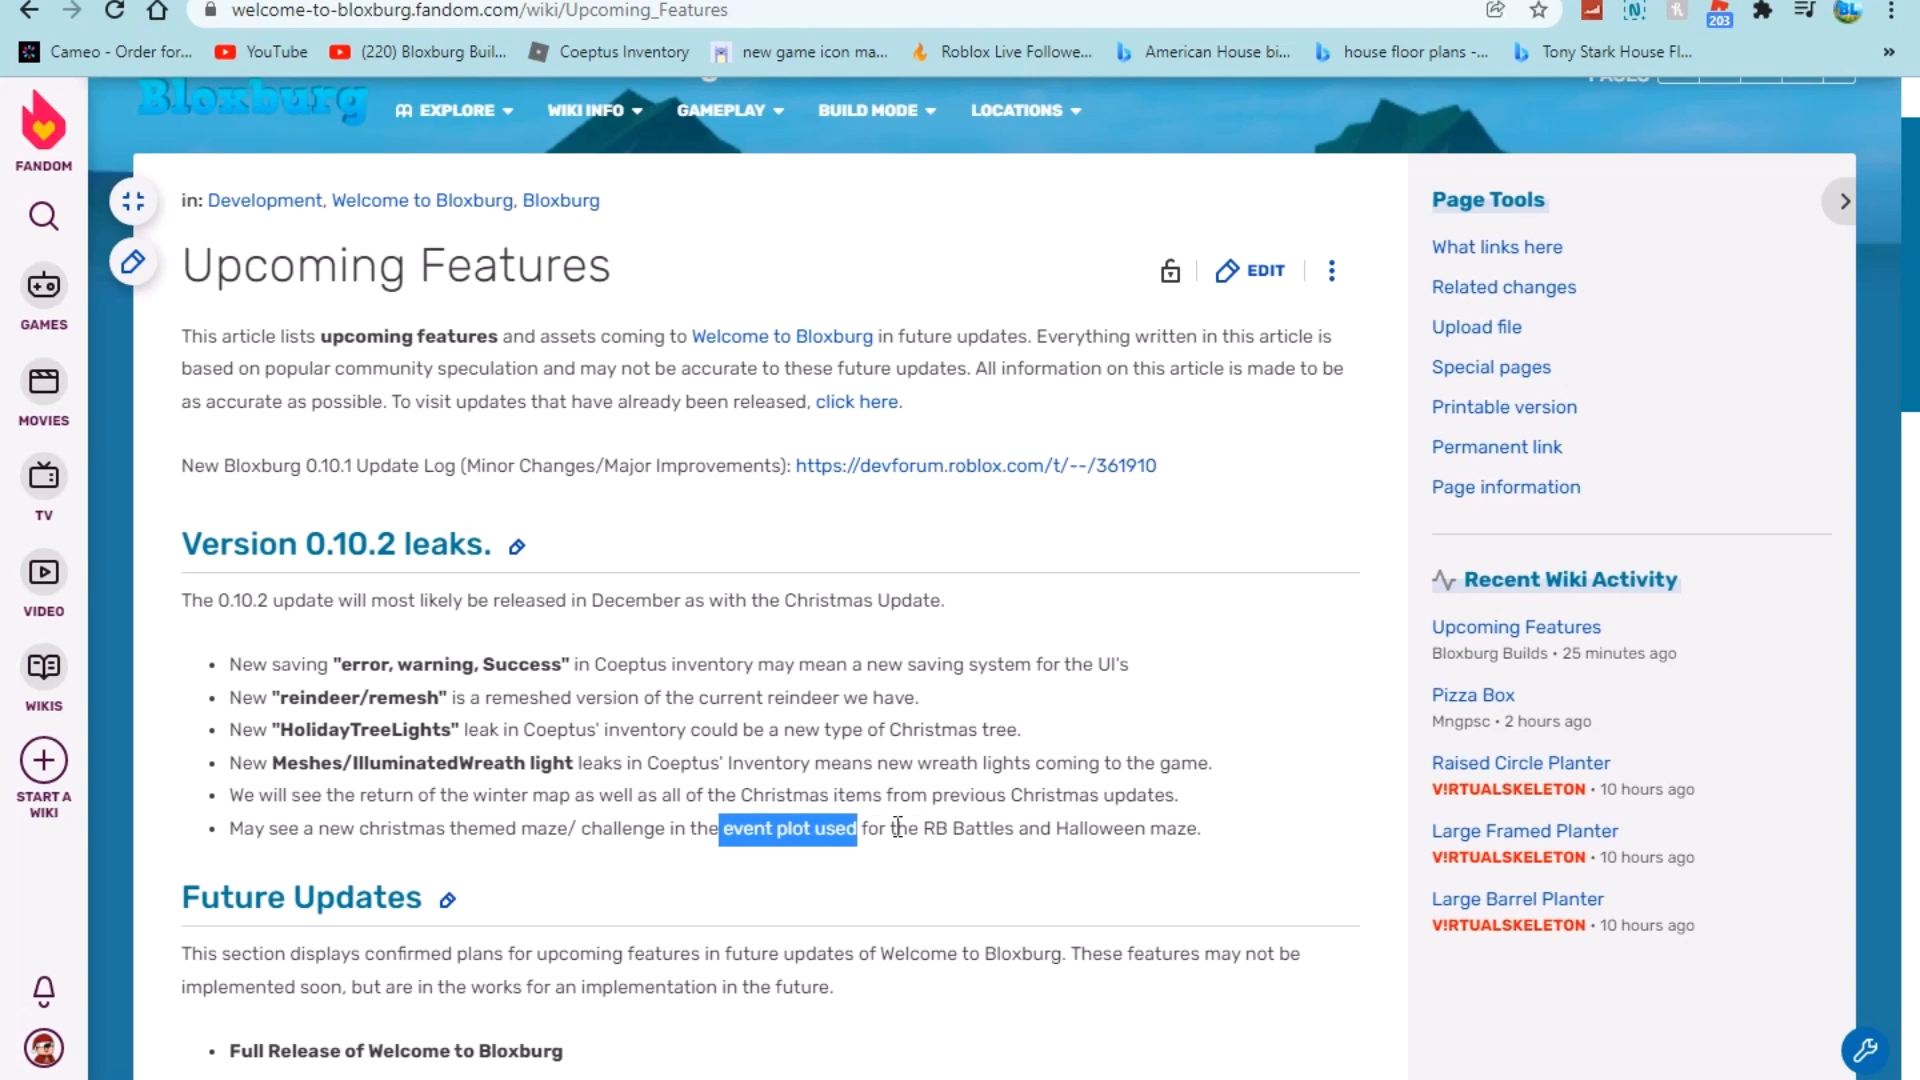 welcome-to-bloxburg.fandom.com/wiki/Upcoming_Features
203
BL
Cameo - Order for...
YouTube
(220) Bloxburg Buil...
Coeptus Inventory
new game icon ma...
Roblox Live Followe...
American House bi...
house floor plans -...
Tony Stark House Fl...
»
Bloxburg
EXPLORE
WIKI INFO
GAMEPLAY
BUILD MODE
LOCATIONS
FANDOM
GAMES
MOVIES
TV
VIDEO
WIKIS
START A
WIKI
in: Development, Welcome to Bloxburg, Bloxburg
Upcoming Features
EDIT
This article lists upcoming features and assets coming to Welcome to Bloxburg in future updates. Everything written in this article is
based on popular community speculation and may not be accurate to these future updates. All information on this article is made to be
as accurate as possible. To visit updates that have already been released, click here.
New Bloxburg 0.10.1 Update Log (Minor Changes/Major Improvements): https://devforum.roblox.com/t/--/361910
Version 0.10.2 leaks.
The 0.10.2 update will most likely be released in December as with the Christmas Update.
• New saving "error, warning, Success" in Coeptus inventory may mean a new saving system for the UI's
• New "reindeer/remesh" is a remeshed version of the current reindeer we have.
• New "HolidayTreeLights" leak in Coeptus' inventory could be a new type of Christmas tree.
• New Meshes/IlluminatedWreath light leaks in Coeptus' Inventory means new wreath lights coming to the game.
• We will see the return of the winter map as well as all of the Christmas items from previous Christmas updates.
• May see a new christmas themed maze/ challenge in the event plot used for the RB Battles and Halloween maze.
Future Updates
This section displays confirmed plans for upcoming features in future updates of Welcome to Bloxburg. These features may not be
implemented soon, but are in the works for an implementation in the future.
• Full Release of Welcome to Bloxburg
Page Tools
What links here
Related changes
Upload file
Special pages
Printable version
Permanent link
Page information
Recent Wiki Activity
Upcoming Features
Bloxburg Builds • 25 minutes ago
Pizza Box
Mngpsc • 2 hours ago
Raised Circle Planter
V!RTUALSKELETON • 10 hours ago
Large Framed Planter
V!RTUALSKELETON • 10 hours ago
Large Barrel Planter
V!RTUALSKELETON • 10 hours ago